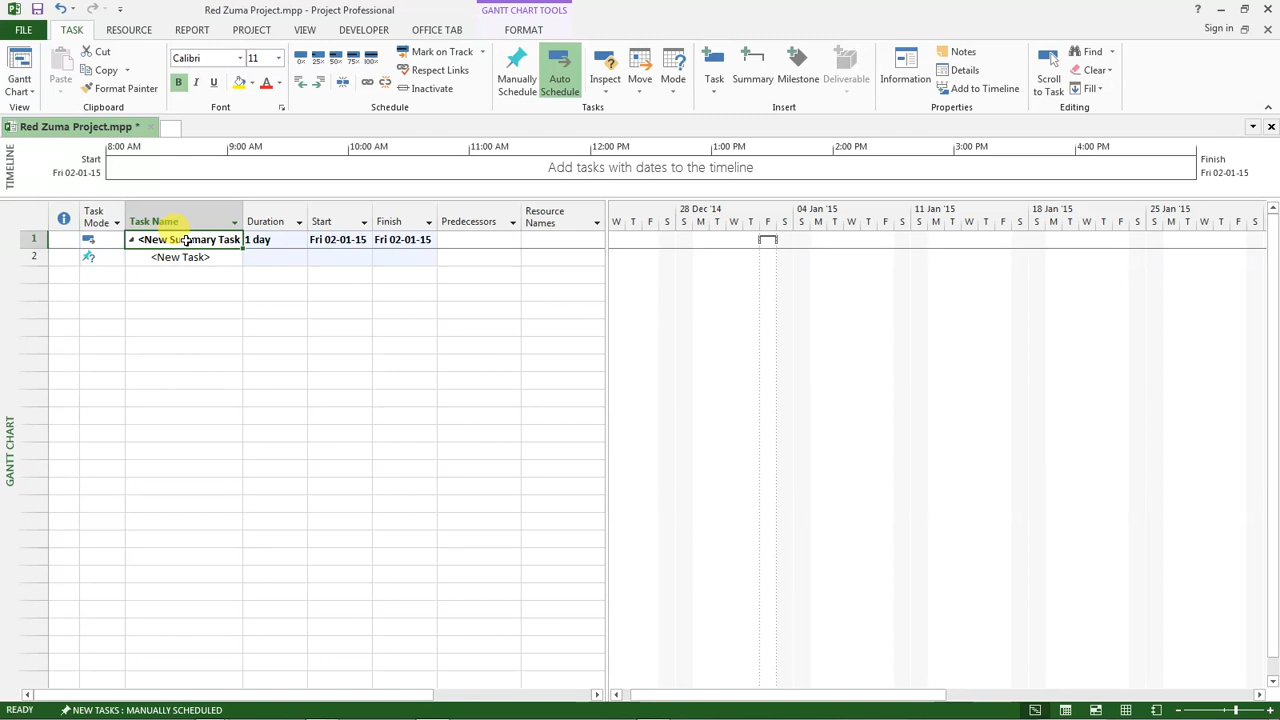 Red Zuma Project.mpp - Project Professional
GANTT CHART TOOLS
Sign in
FILE TASK RESOURCE REPORT PROJECT VIEW DEVELOPER OFFICE TAB FORMAT
Gantt Chart
View
Paste
Cut
Copy
Format Painter
Clipboard
Calibri 11
B I U A
Font
0% 25% 50% 75% 100%
Mark on Track
Respect Links
Inactivate
Schedule
Manually Schedule
Auto Schedule
Inspect
Move
Mode
Tasks
Task
Summary
Milestone
Deliverable
Insert
Information
Notes
Details
Add to Timeline
Properties
Scroll to Task
Find
Clear
Fill
Editing
Red Zuma Project.mpp *
TIMELINE
8:00 AM 9:00 AM 10:00 AM 11:00 AM 12:00 PM 1:00 PM 2:00 PM 3:00 PM 4:00 PM
Start
Fri 02-01-15
Add tasks with dates to the timeline
Finish
Fri 02-01-15
Task Mode Task Name Duration Start Finish Predecessors Resource Names
28 Dec '14 04 Jan '15 11 Jan '15 18 Jan '15 25 Jan '15
W T F S S M T W T F S S M T W T F S S M T W T F S S M T W T F S S M T W T F S
1 <New Summary Task 1 day Fri 02-01-15 Fri 02-01-15
2 <New Task>
GANTT CHART
READY NEW TASKS : MANUALLY SCHEDULED